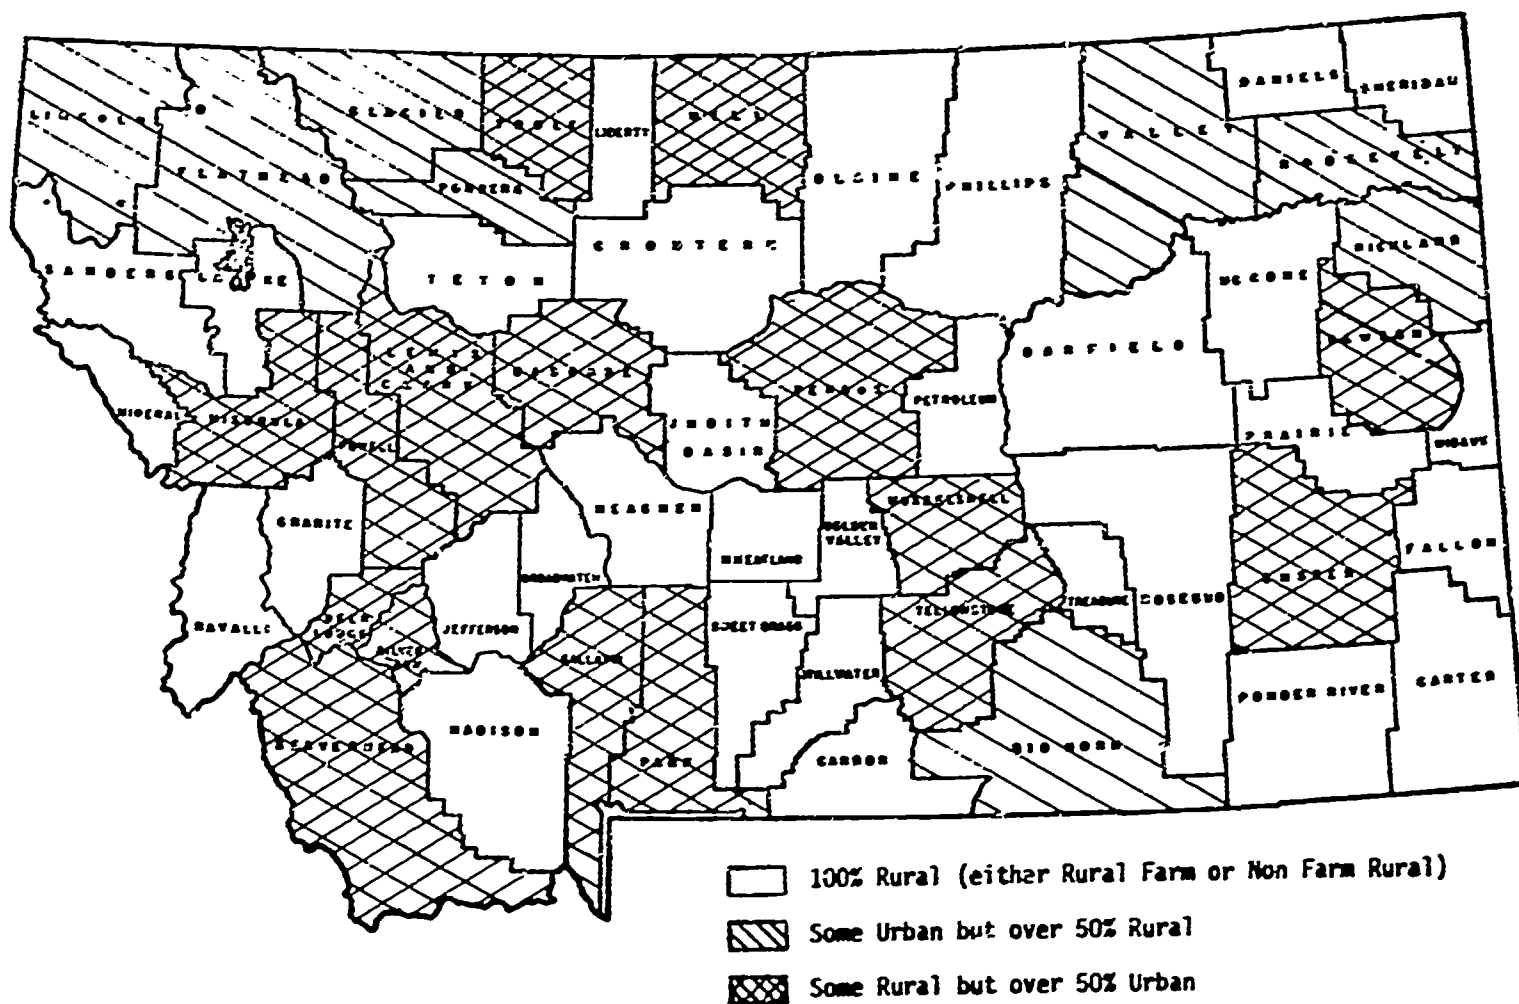 DANIELS
SHERIDAN
LINCOLN
GLACIER
TOOLE
LIBERTY
HILL
VALLEY
ROOSEVELT
FLATHEAD
PONDERA
BLAINE
PHILLIPS
RICHLAND
SANDERS
LAKE
TETON
CHOUTEAU
MCCONE
LEWIS
AND
CLARK
CASCADE
FERGUS
GARFIELD
DAWSON
MINERAL
MISSOULA
POWELL
JUDITH
BASIN
PETROLEUM
PRAIRIE
WIBAUX
GRANITE
MEAGHER
WHEATLAND
GOLDEN
VALLEY
MUSSELSHELL
FALLON
CUSTER
BROADWATER
RAVALLI
DEER
LODGE
SILVER
BOW
JEFFERSON
GALLATIN
SWEET GRASS
STILLWATER
YELLOWSTONE
TREASURE
ROSEBUD
POWDER RIVER
CARTER
BEAVERHEAD
MADISON
PARK
CARBON
BIG HORN
100% Rural (either Rural Farm or Non Farm Rural)
Some Urban but over 50% Rural
Some Rural but over 50% Urban